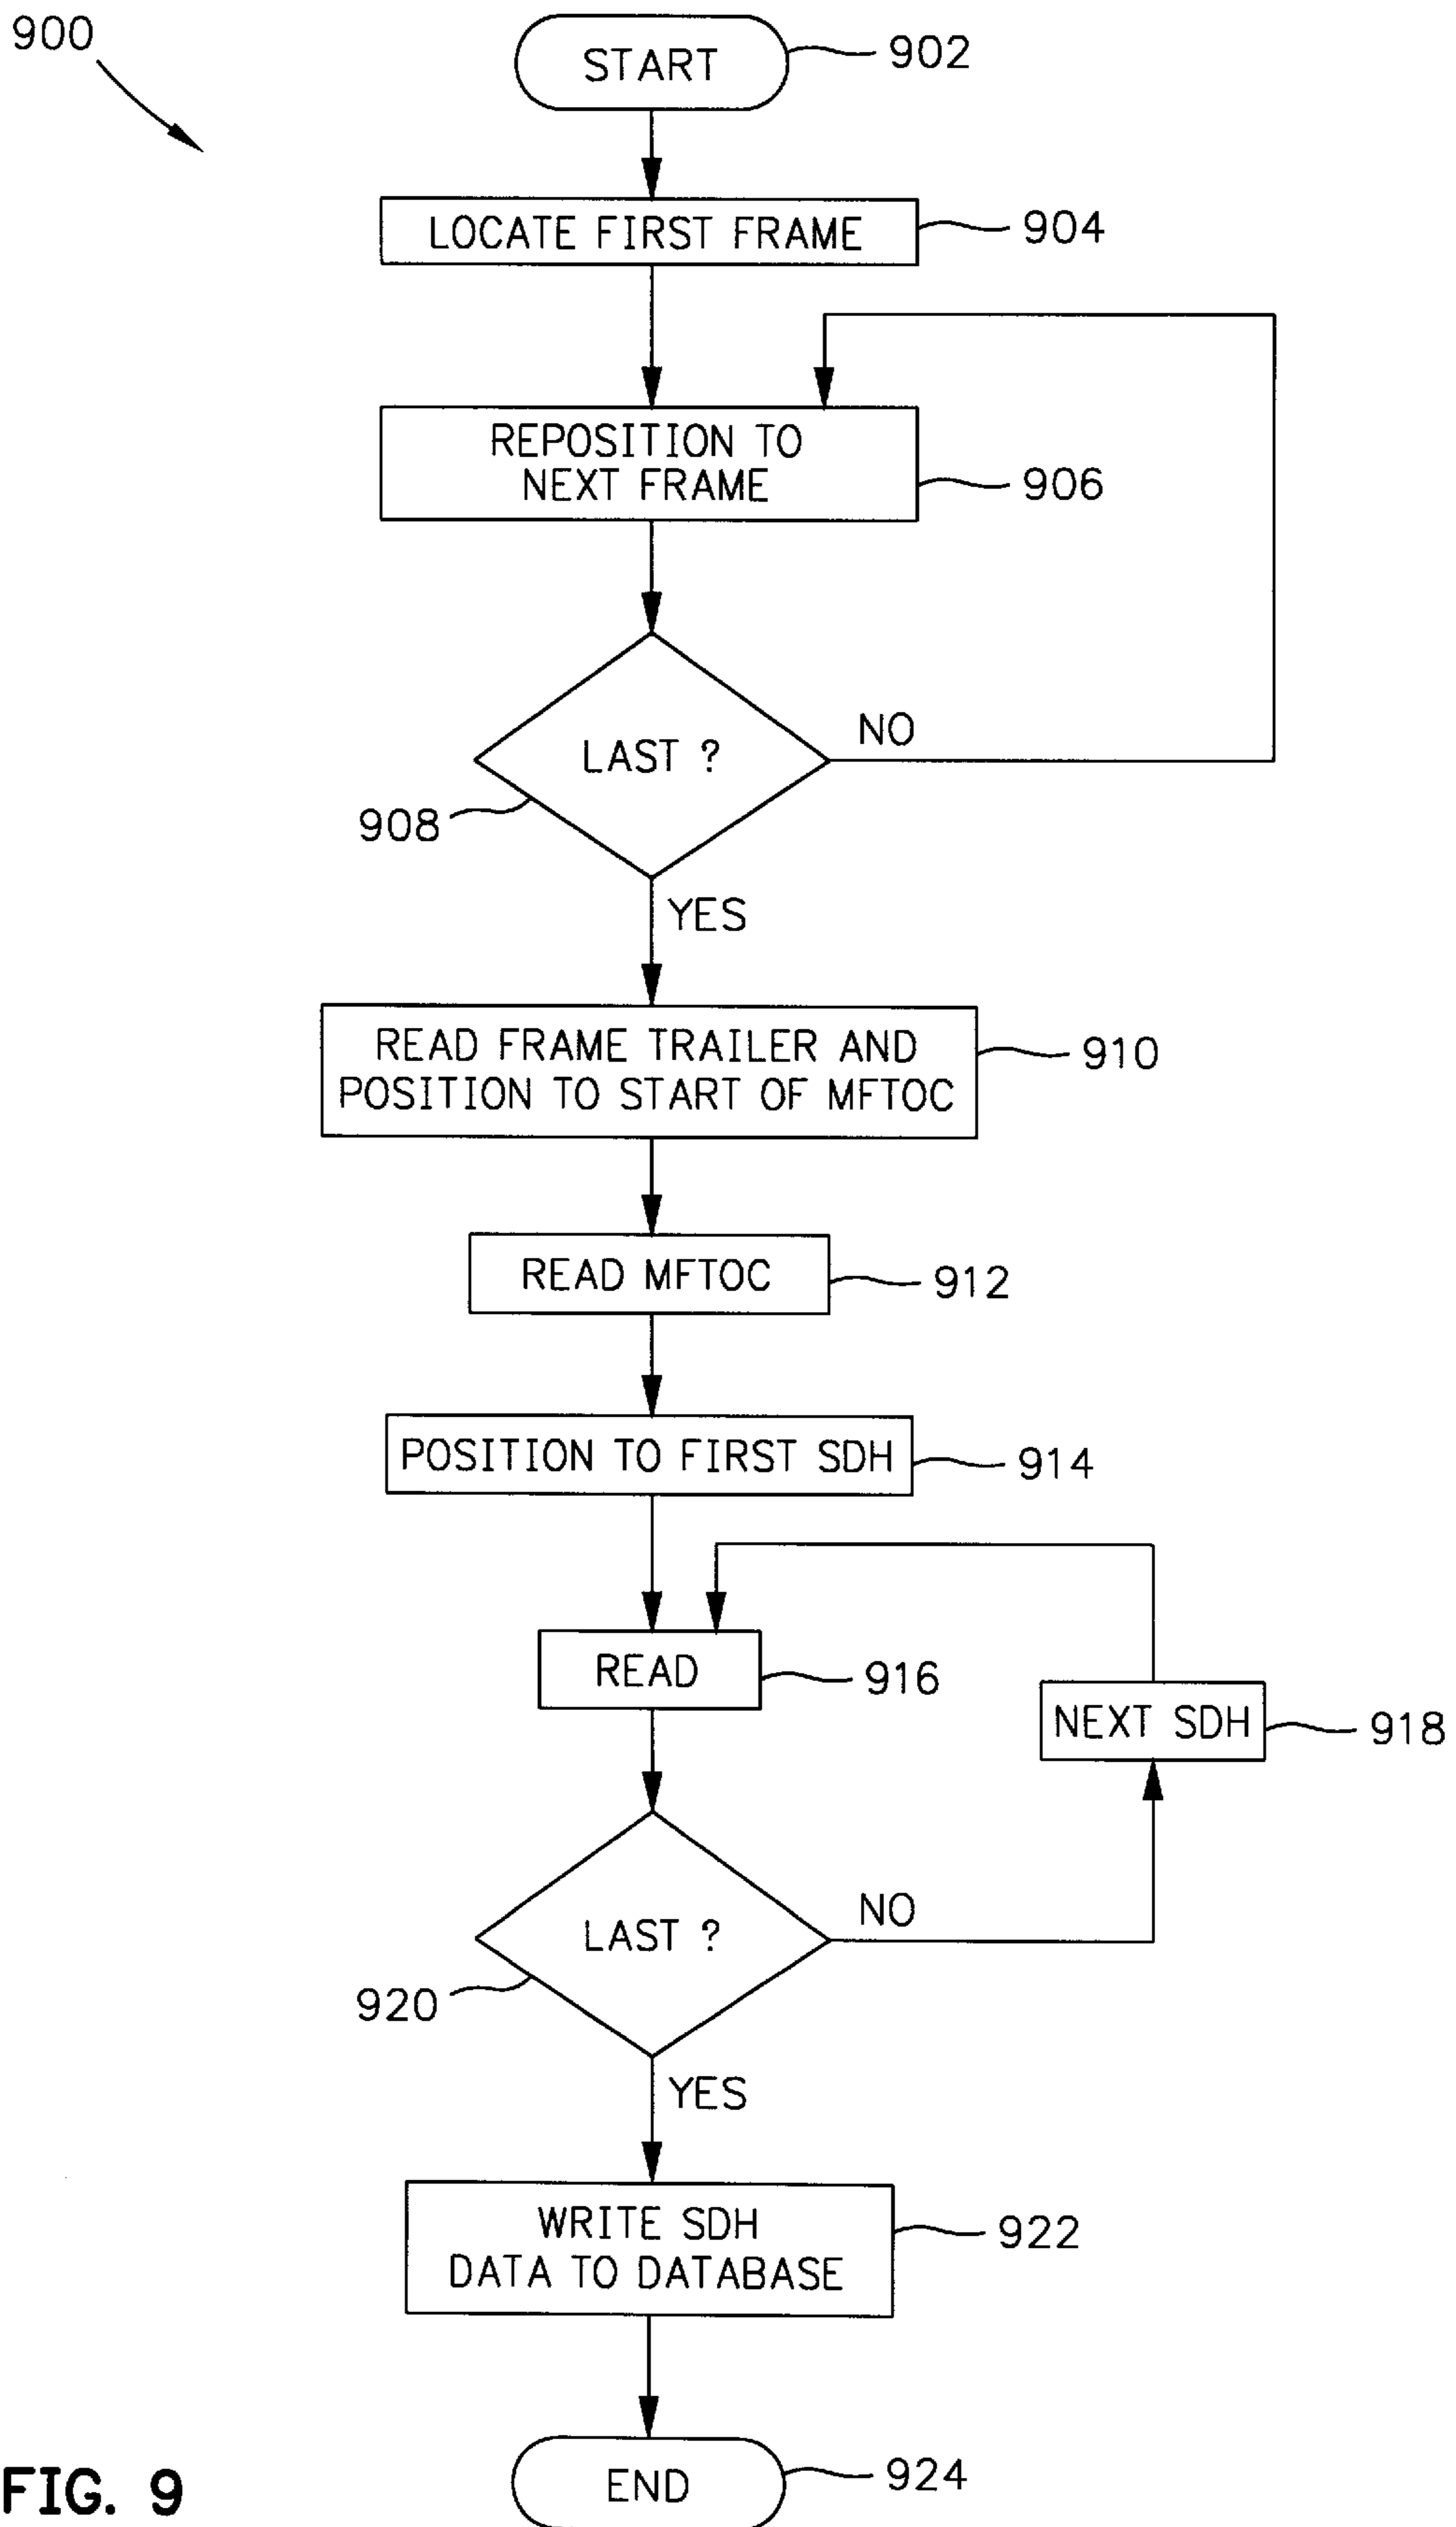 900
START
902
LOCATE FIRST FRAME
904
REPOSITION TO
NEXT FRAME
906
LAST ?
NO
908
YES
READ FRAME TRAILER AND
POSITION TO START OF MFTOC
910
READ MFTOC
912
POSITION TO FIRST SDH
914
READ
916
NEXT SDH
918
LAST ?
NO
920
YES
WRITE SDH
DATA TO DATABASE
922
END
924
FIG. 9